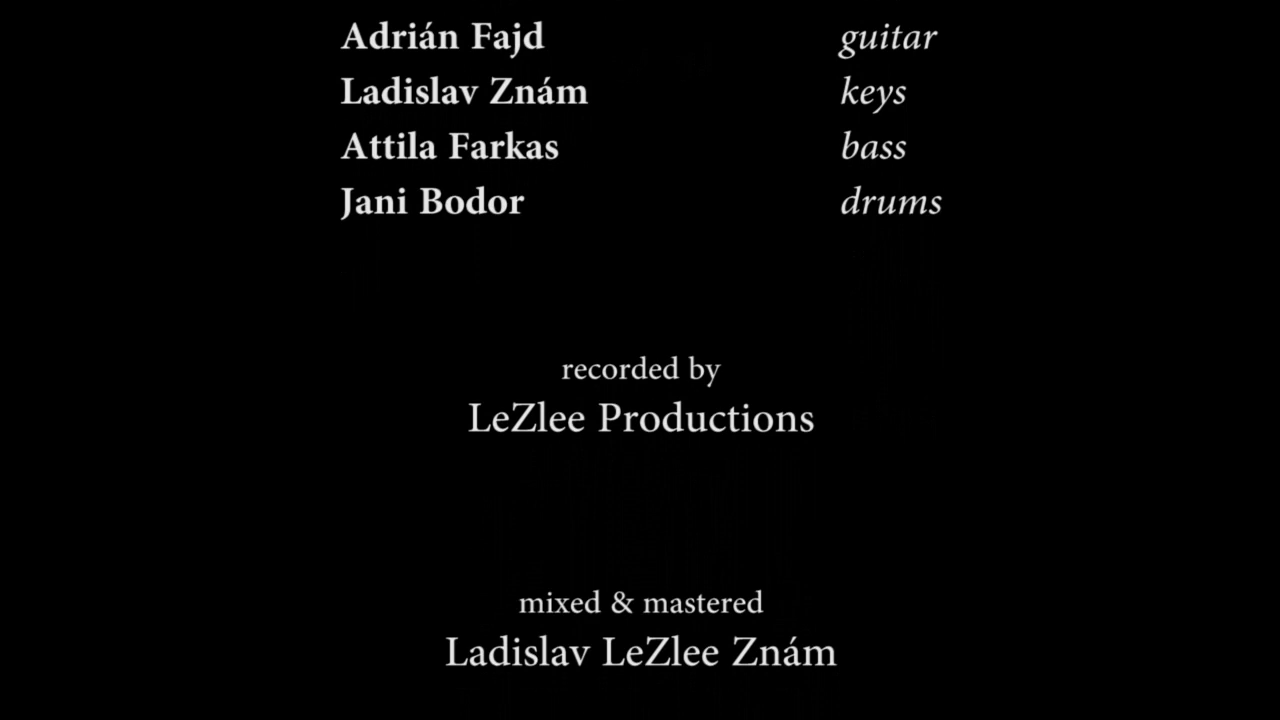 Adrián Fajd guitar
Ladislav Znám keys
Attila Farkas bass
Jani Bodor drums
recorded by
LeZlee Productions
mixed & mastered
Ladislav LeZlee Znám